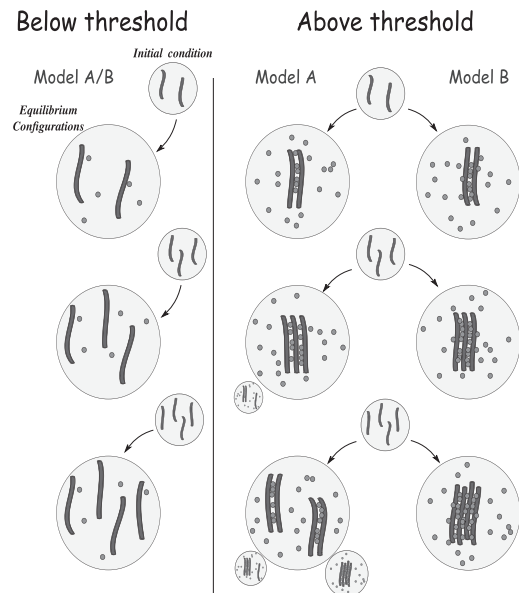 Below threshold
Above threshold
Initial condition
Model A/B
Model A
Model B
Equilibrium
Configurations